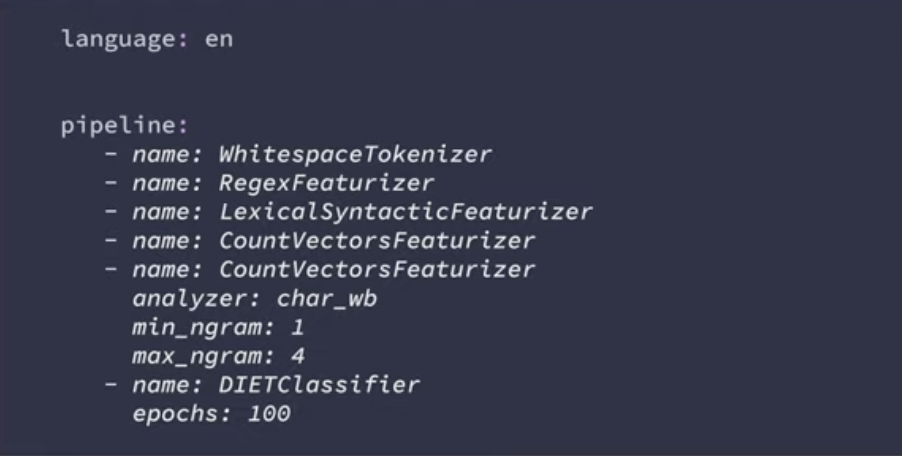 language: en
pipeline:
- name: WhitespaceTokenizer
- name: RegexFeaturizer
- name: LexicalSyntacticFeaturizer
- name: CountVectorsFeaturizer
- name: CountVectorsFeaturizer
analyzer: char_wb
min_ngram: 1
max_ngram: 4
- name: DIETClassifier
epochs: 100